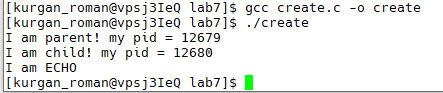 [kurgan_roman@vpsj3IeQ lab7]$ gcc create.c -o create
[kurgan_roman@vpsj3IeQ lab7]$ ./create
I am parent! my pid = 12679
I am child! my pid = 12680
I am ECHO
[kurgan_roman@vpsj3IeQ lab7]$